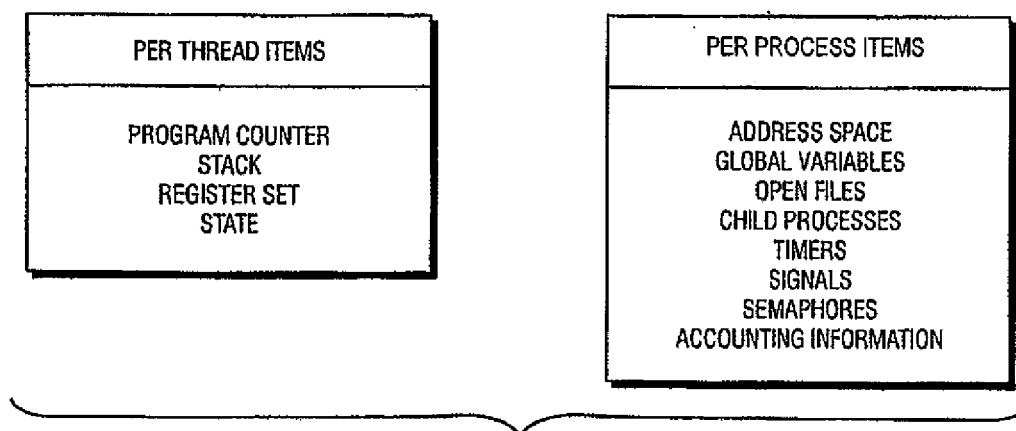 PER THREAD ITEMS
PROGRAM COUNTER
STACK
REGISTER SET
STATE
PER PROCESS ITEMS
ADDRESS SPACE
GLOBAL VARIABLES
OPEN FILES
CHILD PROCESSES
TIMERS
SIGNALS
SEMAPHORES
ACCOUNTING INFORMATION